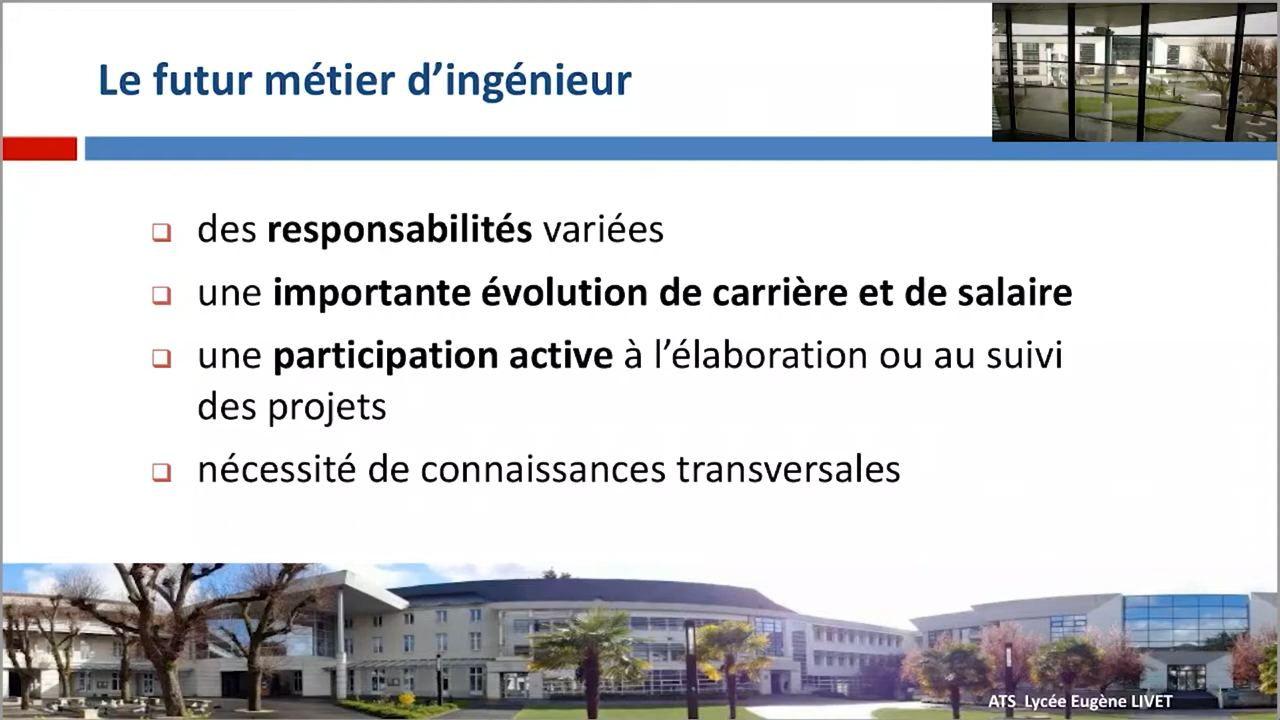 Le futur métier d’ingénieur
des responsabilités variées
une importante évolution de carrière et de salaire
une participation active à l’élaboration ou au suivi
des projets
nécessité de connaissances transversales
ATS Lycée Eugène LIVET